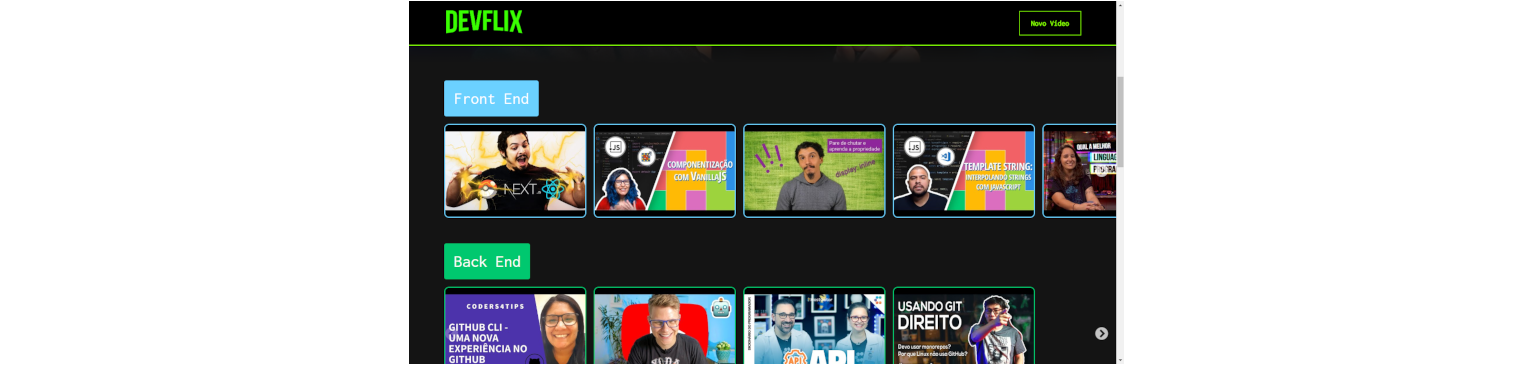 DEVFLIX
Novo Vídeo
Front End
NEXT
JS
COMPONENTIZAÇÃO
COM VANILLAJS
!!!
Pare de chutar e
aprenda a propriedade
display:inline
JS
TEMPLATE STRING:
INTERPOLANDO STRINGS
COM JAVASCRIPT
QUAL A MELHOR
Back End
CODERS4TIPS
GITHUB CLI -
UMA NOVA
EXPERIÊNCIA NO
GITHUB
API
API
USANDO GIT
DIREITO
Devo usar monorepos?
Por que Linux não usa GitHub?